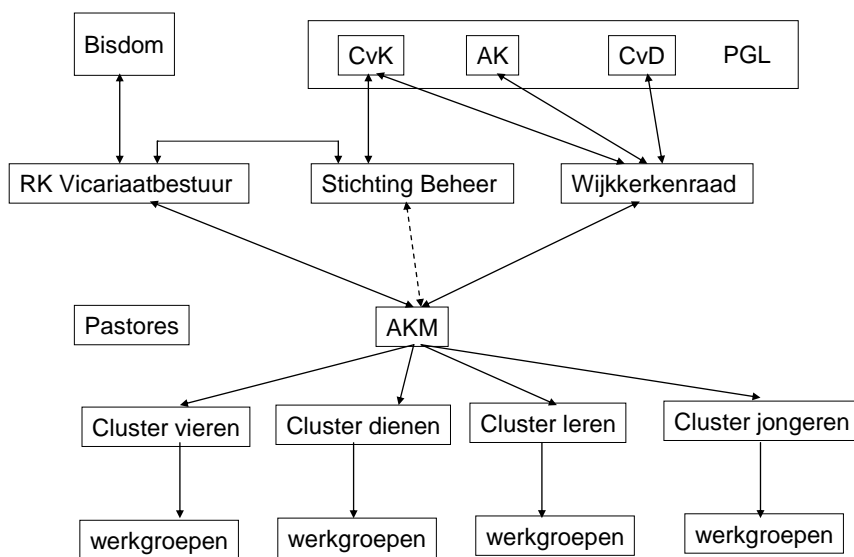 Bisdom
CvK
AK
CvD
PGL
RK Vicariaatbestuur
Stichting Beheer
Wijkkerkenraad
Pastores
AKM
Cluster vieren
Cluster dienen
Cluster leren
Cluster jongeren
werkgroepen
werkgroepen
werkgroepen
werkgroepen